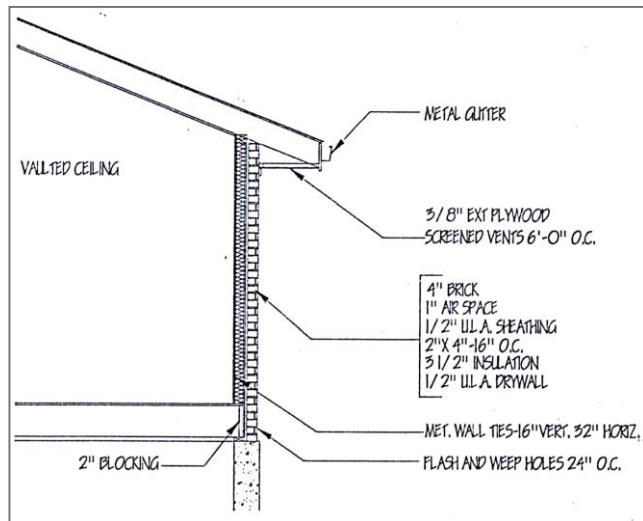 METAL GUTTER
VAULTED CEILING
3/8" EXT PLYWOOD
SCREENED VENTS 6'-0" O.C.
4" BRICK
1" AIR SPACE
1/2" U.L.A. SHEATHING
2"X 4"-16" O.C.
3 1/2" INSULATION
1/2" U.L.A. DRYWALL
MET. WALL TIES-16"VERT. 32" HORIZ.
2" BLOCKING
FLASH AND WEEP HOLES 24" O.C.